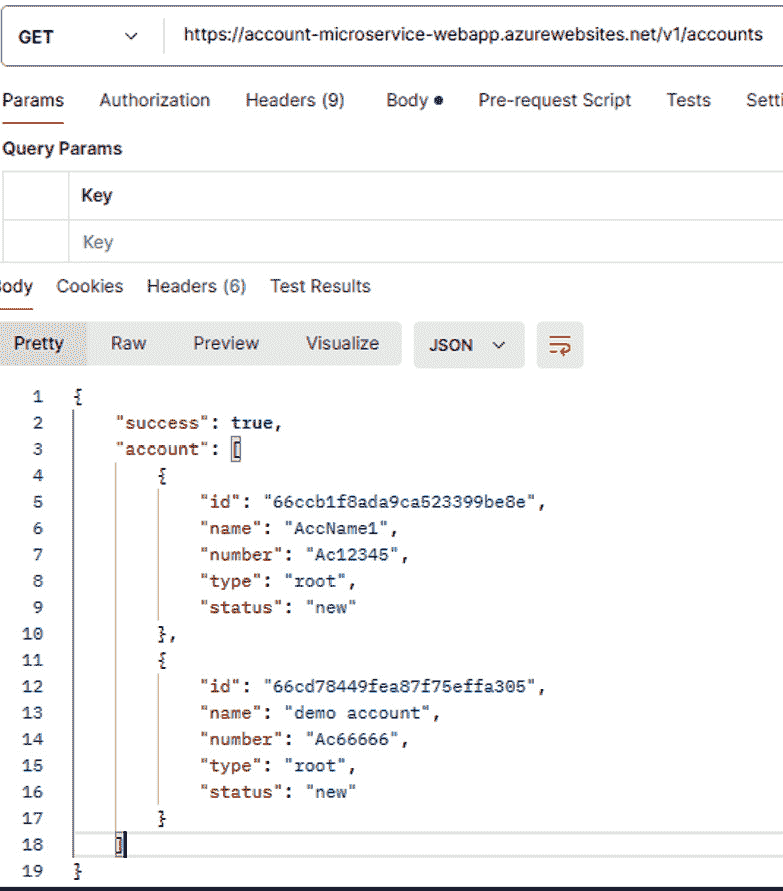 GET https://account-microservice-webapp.azurewebsites.net/v1/accounts
Params Authorization Headers (9) Body Pre-request Script Tests Setti
Query Params
Key
Key
Body Cookies Headers (6) Test Results
Pretty Raw Preview Visualize JSON
1 {
2 "success": true,
3 "account": [
4 {
5 "id": "66ccb1f8ada9ca523399be8e",
6 "name": "AccName1",
7 "number": "Ac12345",
8 "type": "root",
9 "status": "new"
10 },
11 {
12 "id": "66cd78449fea87f75effa305",
13 "name": "demo account",
14 "number": "Ac66666",
15 "type": "root",
16 "status": "new"
17 }
18 ]
19 }